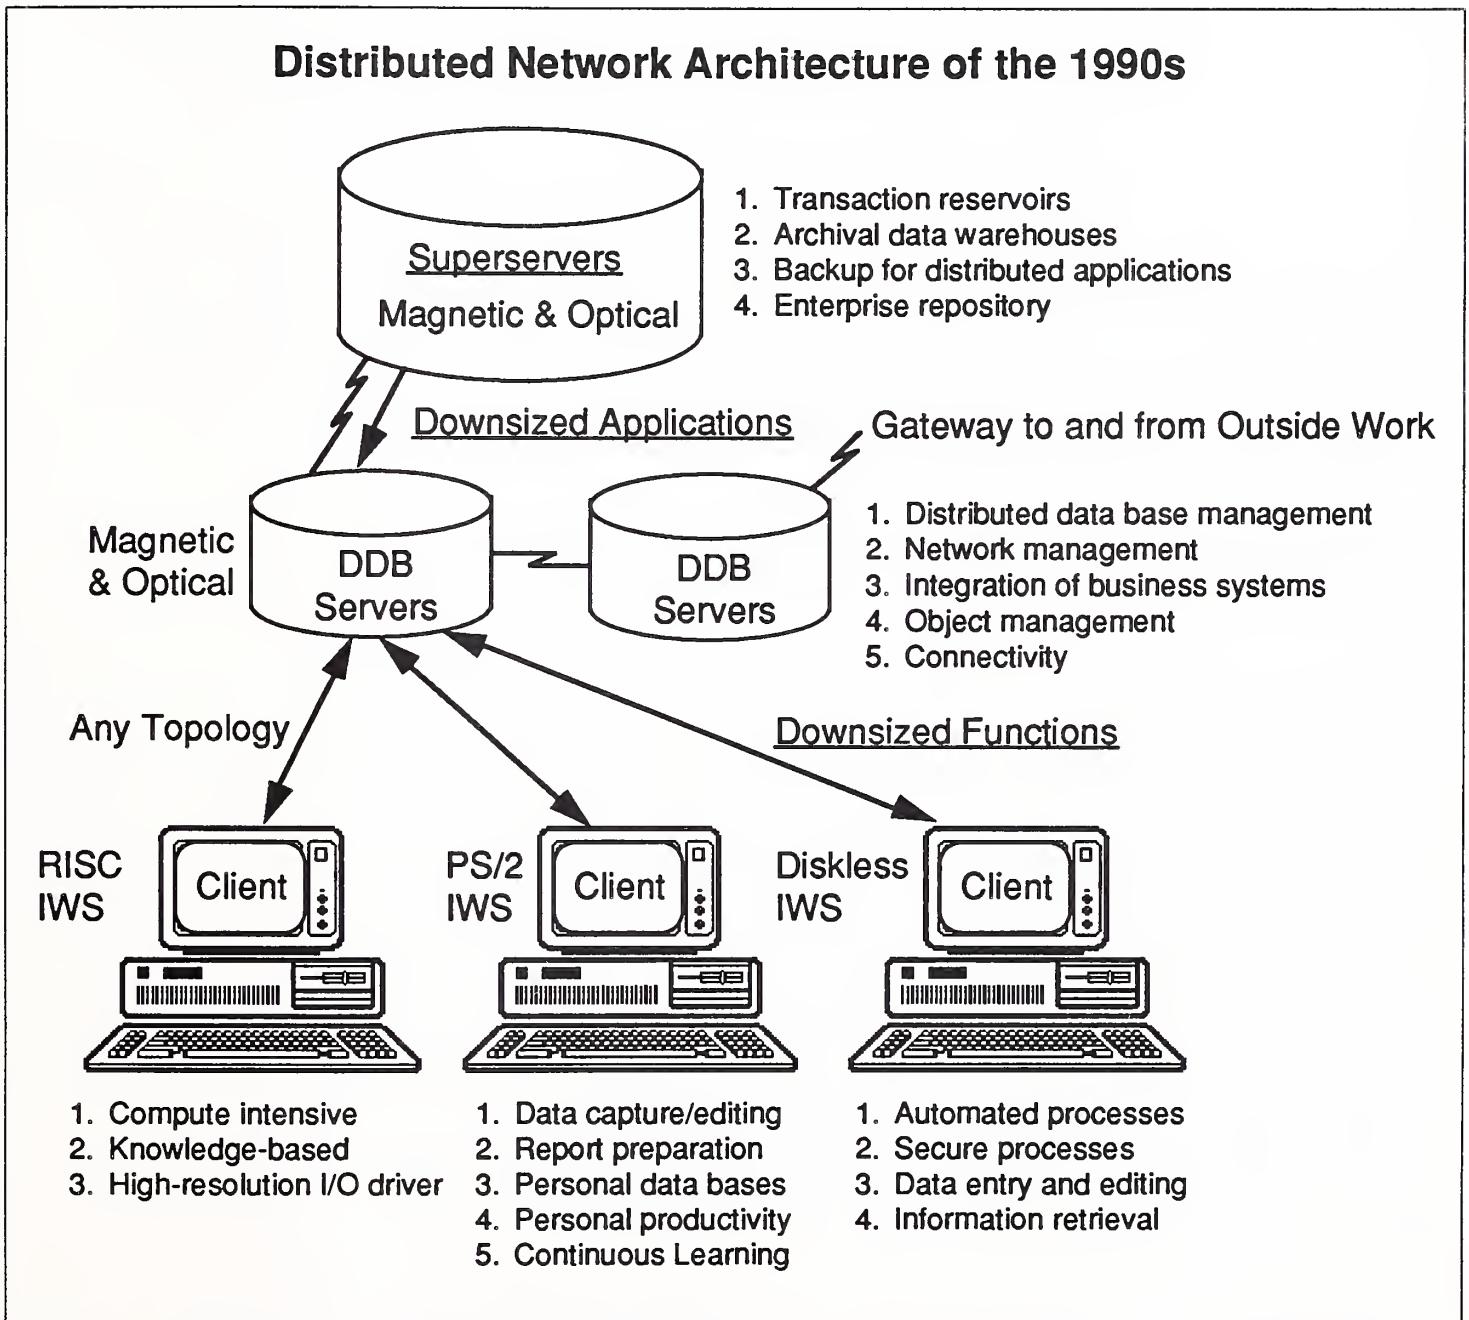 Distributed Network Architecture of the 1990s
Superservers
Magnetic & Optical
1. Transaction reservoirs
2. Archival data warehouses
3. Backup for distributed applications
4. Enterprise repository
Downsized Applications
Gateway to and from Outside Work
Magnetic
& Optical
DDB
Servers
DDB
Servers
1. Distributed data base management
2. Network management
3. Integration of business systems
4. Object management
5. Connectivity
Any Topology
Downsized Functions
RISC
IWS
Client
PS/2
IWS
Client
Diskless
IWS
Client
1. Compute intensive
2. Knowledge-based
3. High-resolution I/O driver
1. Data capture/editing
2. Report preparation
3. Personal data bases
4. Personal productivity
5. Continuous Learning
1. Automated processes
2. Secure processes
3. Data entry and editing
4. Information retrieval